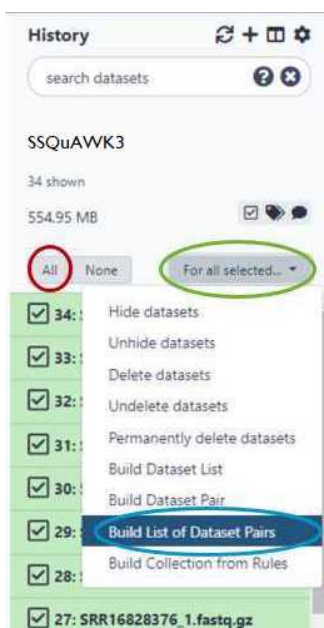 History
search datasets
SSQuAWK3
34 shown
554.95 MB
All None For all selected...
34: S
Hide datasets
Unhide datasets
33: S
Delete datasets
32: S
Undelete datasets
31: S
Permanently delete datasets
Build Dataset List
30: S
Build Dataset Pair
29: S
Build List of Dataset Pairs
28: S
Build Collection from Rules
27: SRR16828376_1.fastq.gz